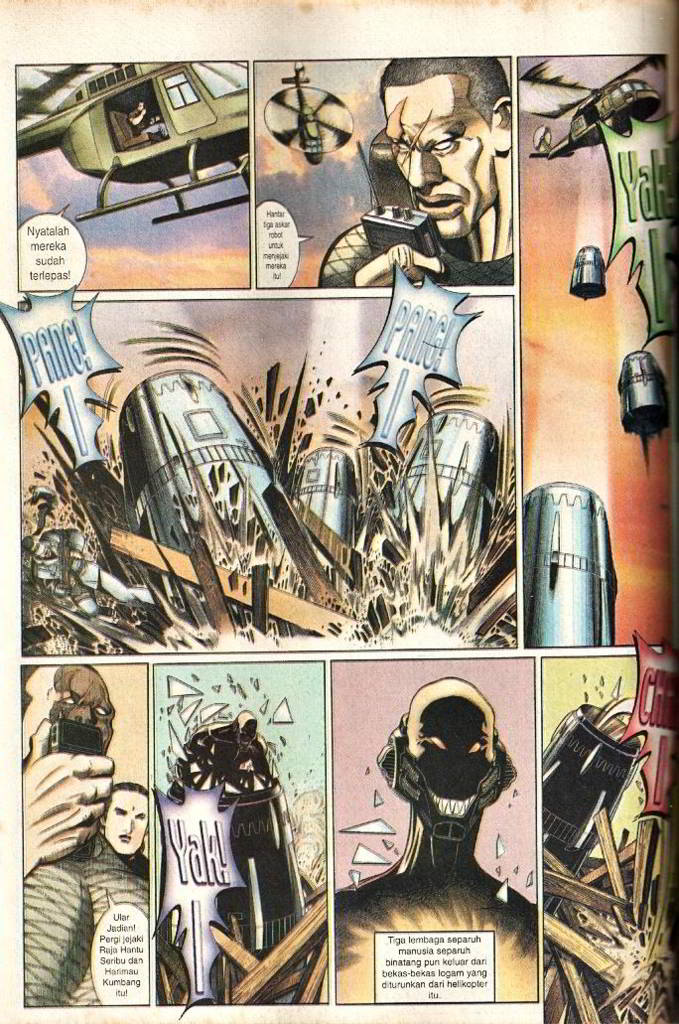 Nyatalah
mereka
sudah
terlepas!
Hantar
tiga askar
robot
untuk
menyejaki
mereka
itu!
Yak!
!
PANG!
!
PANG!
!
Ular
Jadian!
Pergi jejaki
Raja Hantu
Seribu dan
Harimau
Kumbang
itu!
Yak!
!
Tiga lembaga separuh
manusia separuh
binatang pun keluar dari
bekas-bekas logam yang
diturunkan dari helikopter
itu.